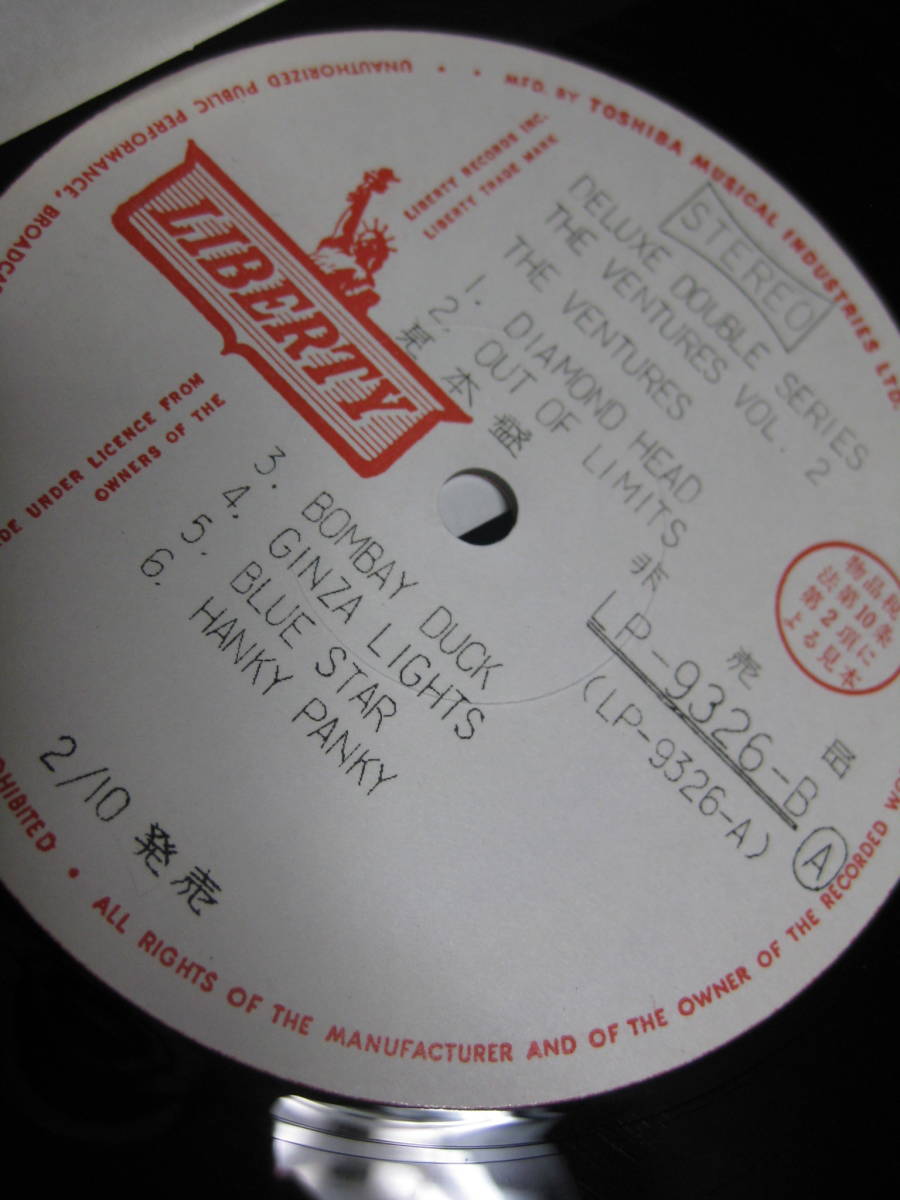 MFD. BY TOSHIBA MUSICAL INDUSTRIES LTD.
STEREO
DELUXE DOUBLE SERIES
THE VENTURES VOL. 2
THE VENTURES
1. DIAMOND HEAD
2. OUT OF LIMITS
LIBERTY RECORDS INC.
LIBERTY TRADE MARK
LIBERTY
見本盤
非売品
3. BOMBAY DUCK
4. GINZA LIGHTS
5. BLUE STAR
6. HANKY PANKY
LP-9326-B
(LP-9326-A)
A
物品税
法第10条
第2項に
よる見本
UNDER LICENCE FROM
OWNERS OF THE
2/10 発売
ALL RIGHTS OF THE MANUFACTURER AND OF THE OWNER OF THE RECORDED
UNAUTHORIZED PUBLIC PERFORMANCE,